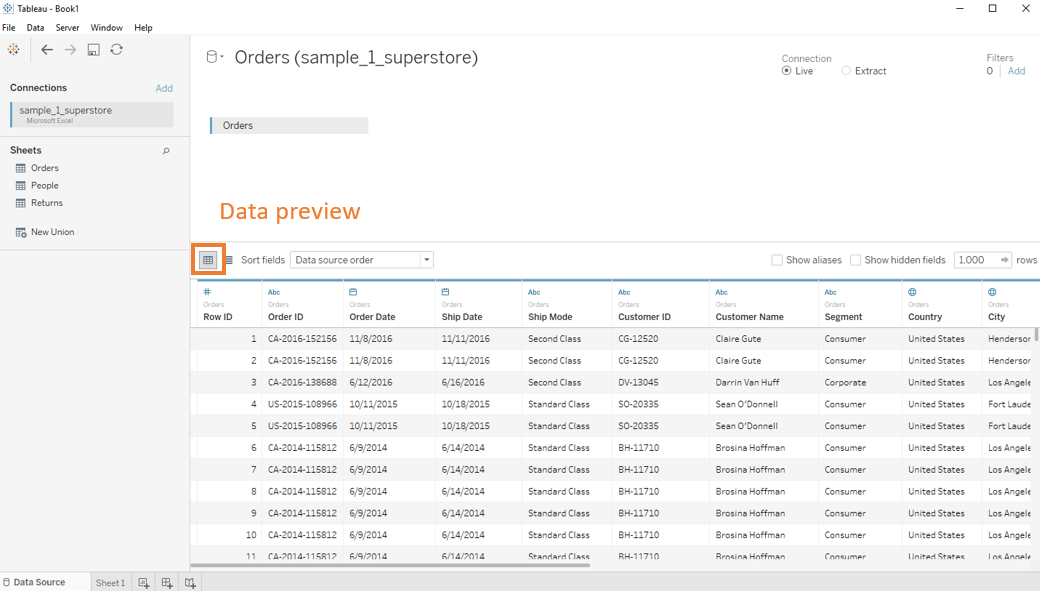 Tableau - Book1
File Data Server Window Help
Connections Add
sample_1_superstore
Microsoft Excel
Sheets
Orders
People
Returns
New Union
Orders (sample_1_superstore)
Connection
Live Extract
Filters
0 Add
Orders
Data preview
Sort fields Data source order Show aliases Show hidden fields 1,000 rows
# Abc Abc Abc Abc Abc
Orders Orders Orders Orders Orders Orders Orders Orders Orders Orders
Row ID Order ID Order Date Ship Date Ship Mode Customer ID Customer Name Segment Country City
1 CA-2016-152156 11/8/2016 11/11/2016 Second Class CG-12520 Claire Gute Consumer United States Henderson
2 CA-2016-152156 11/8/2016 11/11/2016 Second Class CG-12520 Claire Gute Consumer United States Henderson
3 CA-2016-138688 6/12/2016 6/16/2016 Second Class DV-13045 Darrin Van Huff Corporate United States Los Angele
4 US-2015-108966 10/11/2015 10/18/2015 Standard Class SO-20335 Sean O'Donnell Consumer United States Fort Laude
5 US-2015-108966 10/11/2015 10/18/2015 Standard Class SO-20335 Sean O'Donnell Consumer United States Fort Laude
6 CA-2014-115812 6/9/2014 6/14/2014 Standard Class BH-11710 Brosina Hoffman Consumer United States Los Angele
7 CA-2014-115812 6/9/2014 6/14/2014 Standard Class BH-11710 Brosina Hoffman Consumer United States Los Angele
8 CA-2014-115812 6/9/2014 6/14/2014 Standard Class BH-11710 Brosina Hoffman Consumer United States Los Angele
9 CA-2014-115812 6/9/2014 6/14/2014 Standard Class BH-11710 Brosina Hoffman Consumer United States Los Angele
10 CA-2014-115812 6/9/2014 6/14/2014 Standard Class BH-11710 Brosina Hoffman Consumer United States Los Angele
11 CA-2014-115812 6/9/2014 6/14/2014 Standard Class BH-11710 Brosina Hoffman Consumer United States Los Angele
Data Source Sheet 1